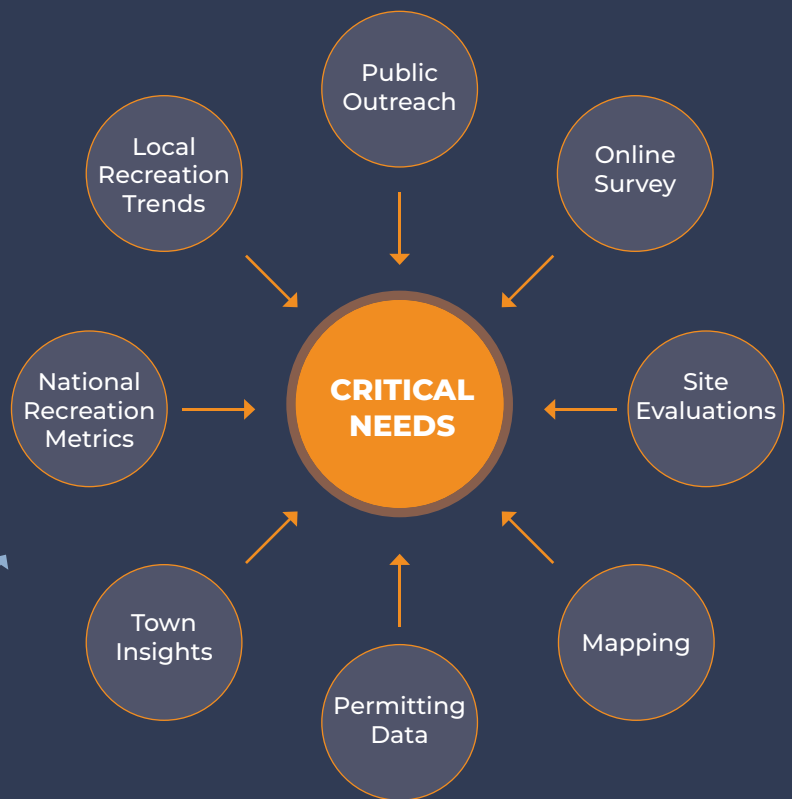 Public
Outreach
Online
Survey
Site
Evaluations
Mapping
Permitting
Data
Town
Insights
National
Recreation
Metrics
Local
Recreation
Trends
CRITICAL
NEEDS